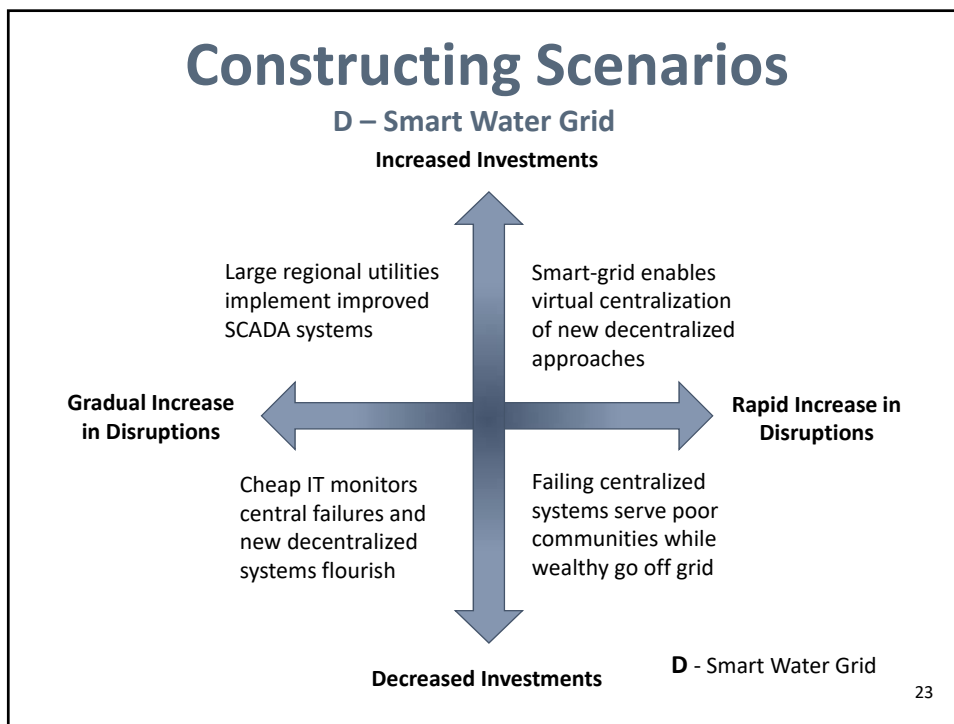 Constructing Scenarios
D – Smart Water Grid
Increased Investments
Large regional utilities
implement improved
SCADA systems
Smart-grid enables
virtual centralization
of new decentralized
approaches
Gradual Increase
in Disruptions
Rapid Increase in
Disruptions
Cheap IT monitors
central failures and
new decentralized
systems flourish
Failing centralized
systems serve poor
communities while
wealthy go off grid
Decreased Investments
D - Smart Water Grid
23